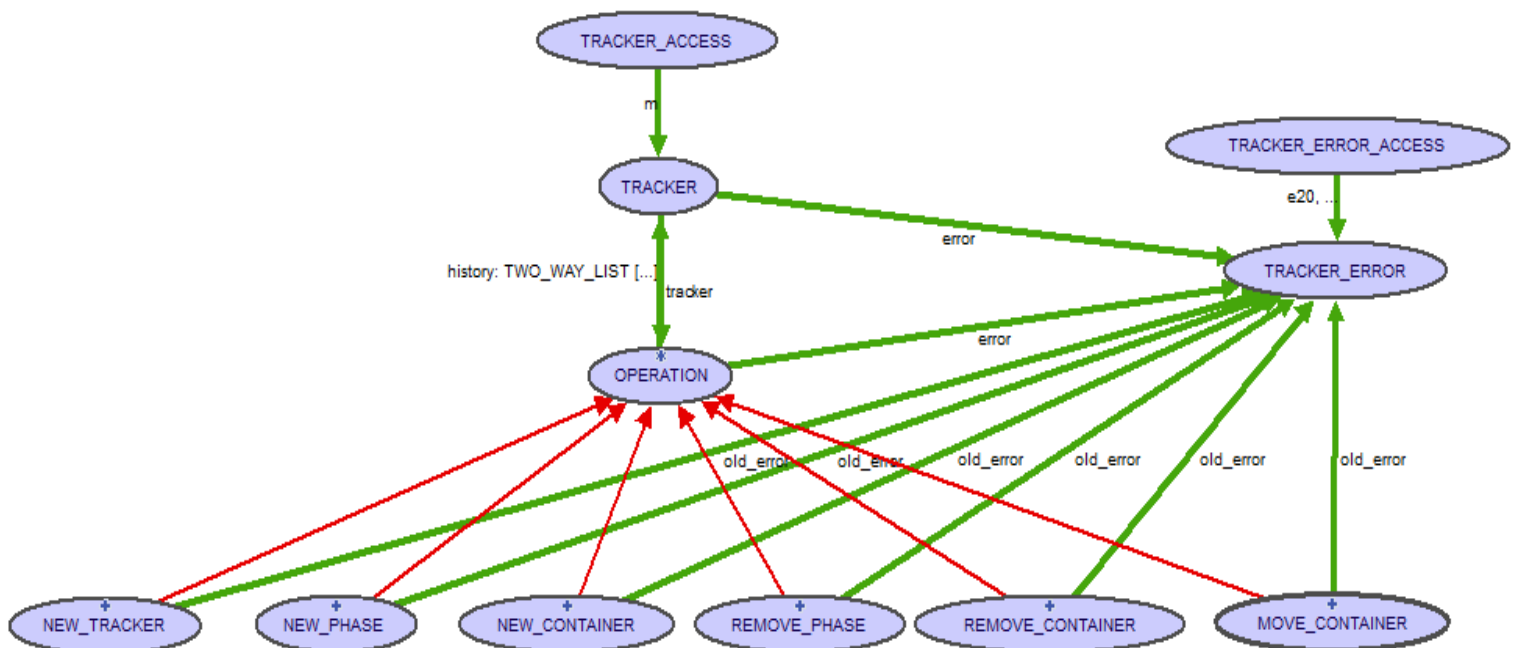 TRACKER_ACCESS
m
TRACKER_ERROR_ACCESS
TRACKER
e20, ...
error
history: TWO_WAY_LIST [...]
tracker
TRACKER_ERROR
error
*
OPERATION
old_error
old_error
old_error
old_error
old_error
old_error
+
+
+
+
+
+
NEW_TRACKER
NEW_PHASE
NEW_CONTAINER
REMOVE_PHASE
REMOVE_CONTAINER
MOVE_CONTAINER